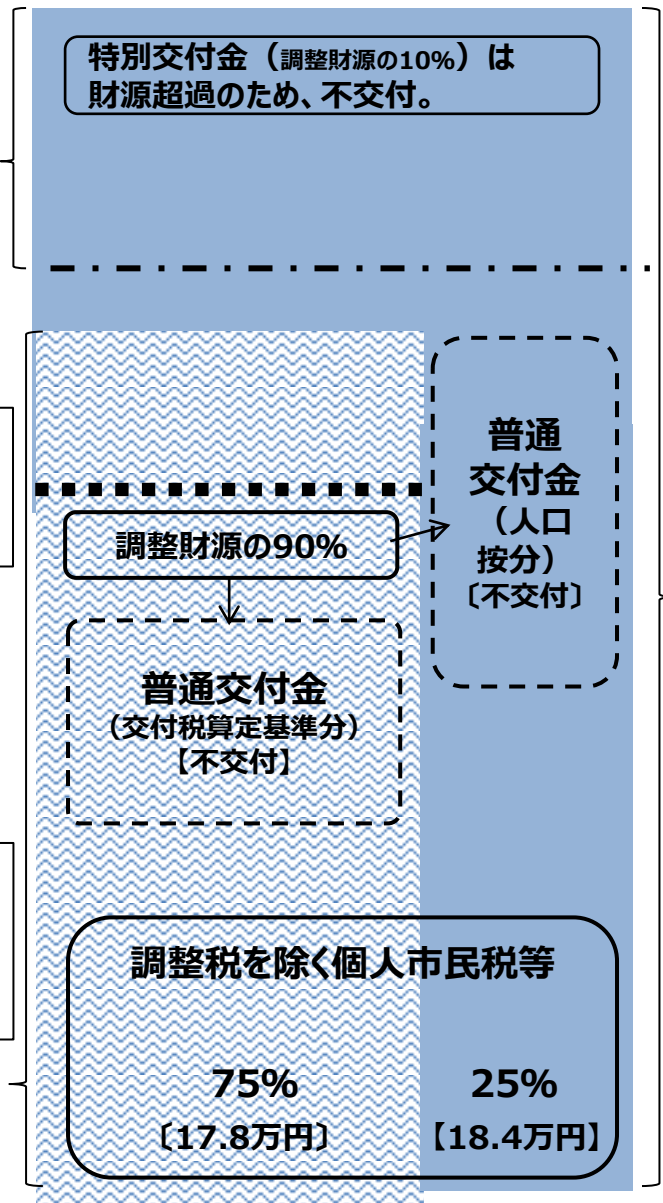 特別交付金（調整財源の10%）は
財源超過のため、不交付。
普通
交付金
（人口
按分）
〔不交付〕
調整財源の90%
普通交付金
（交付税算定基準分）
【不交付】
調整税を除く個人市民税等
75%
25%
〔17.8万円〕
【18.4万円】